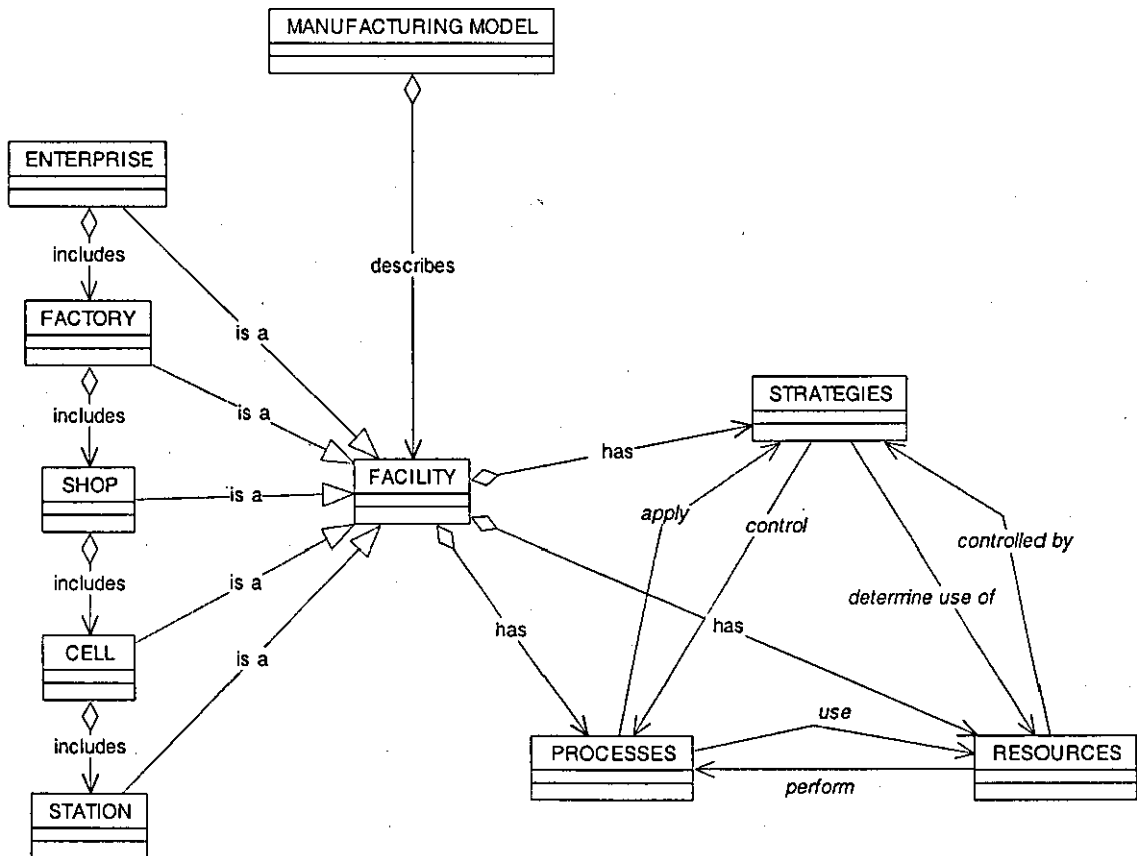 MANUFACTURING MODEL
ENTERPRISE
includes
describes
FACTORY
is a
includes
is a
STRATEGIES
has
SHOP
is a
FACILITY
apply
control
controlled by
includes
is a
determine use of
has
has
CELL
is a
includes
use
PROCESSES
RESOURCES
perform
STATION